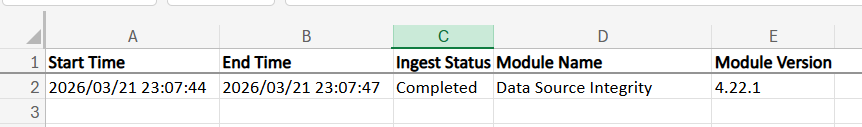 A B C D E
1 Start Time End Time Ingest Status Module Name Module Version
2 2026/03/21 23:07:44 2026/03/21 23:07:47 Completed Data Source Integrity 4.22.1
3